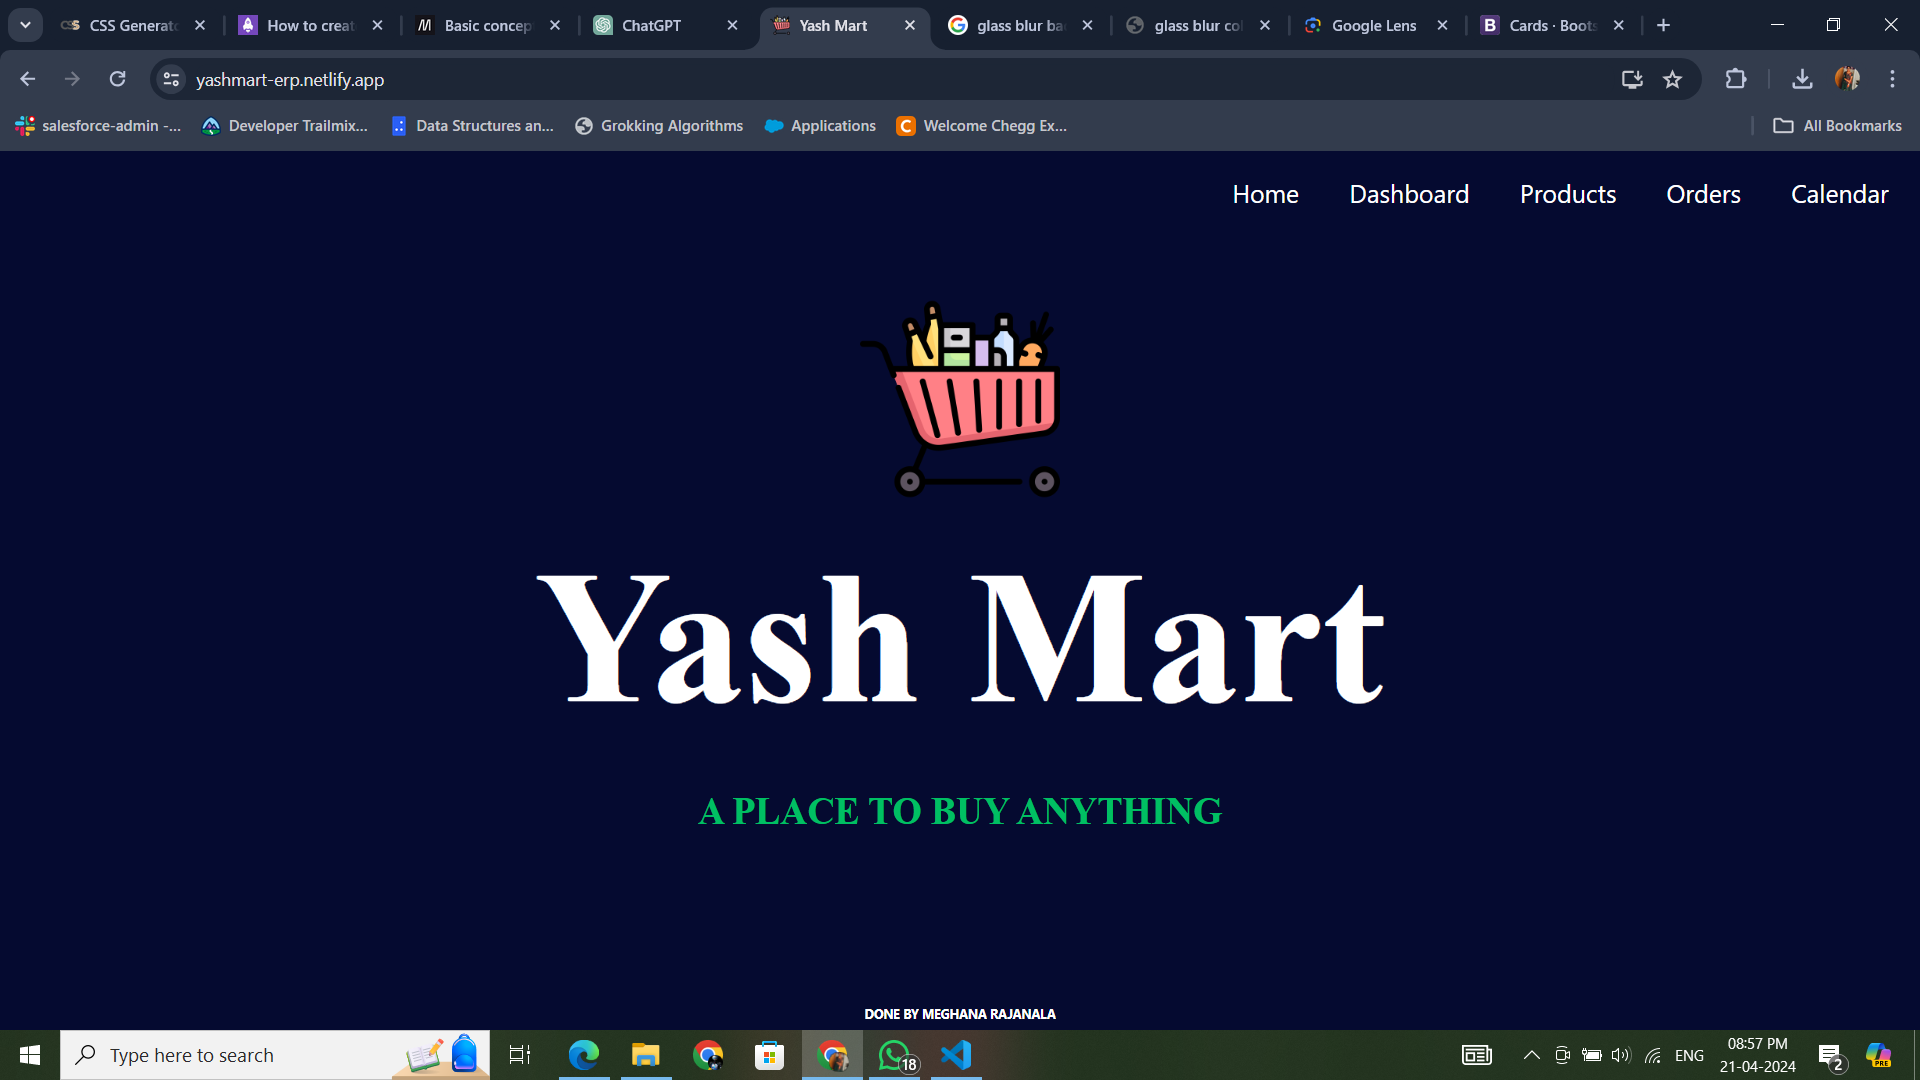 CSS Generato
How to creat
Basic concep
ChatGPT
Yash Mart
glass blur ba
glass blur col
Google Lens
B
Cards · Boots
yashmart-erp.netlify.app
salesforce-admin -...
Developer Trailmix...
Data Structures an...
Grokking Algorithms
Applications
C
Welcome Chegg Ex...
All Bookmarks
Home
Dashboard
Products
Orders
Calendar
Yash Mart
A PLACE TO BUY ANYTHING
DONE BY MEGHANA RAJANALA
Type here to search
18
ENG
08:57 PM
21-04-2024
2
PRE